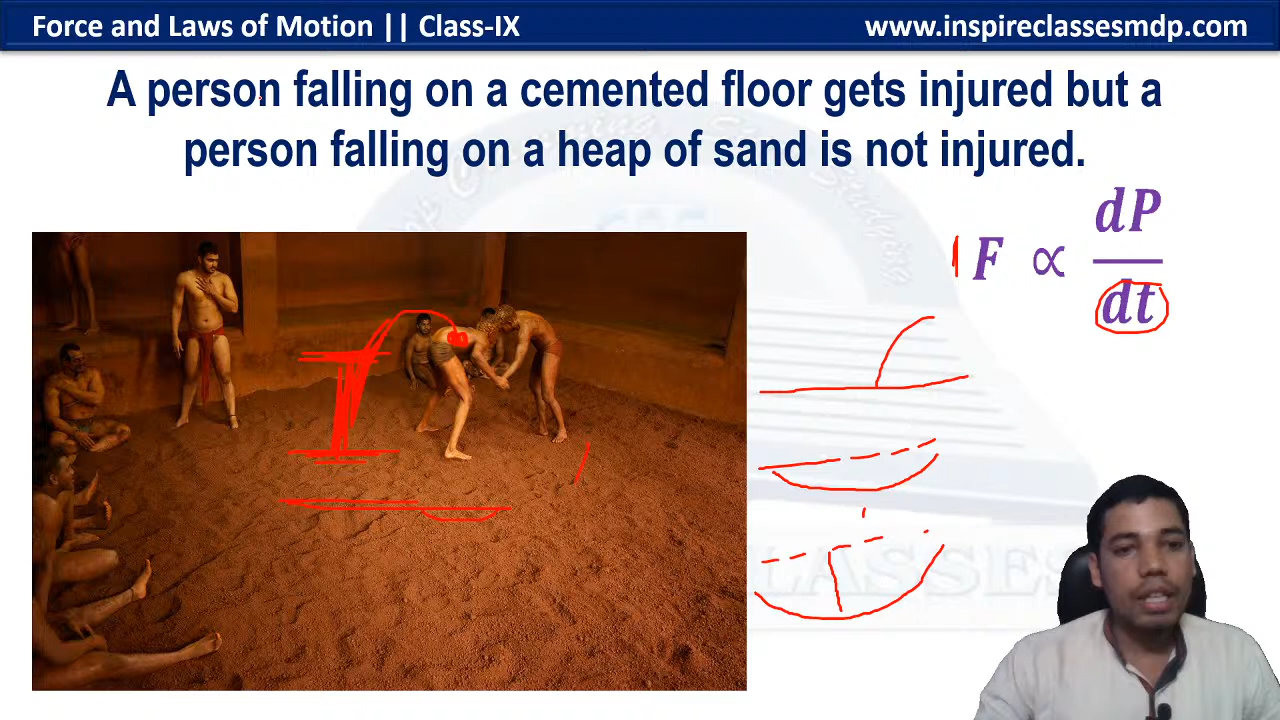 Force and Laws of Motion || Class-IX
www.inspireclassesmdp.com
A person falling on a cemented floor gets injured but a
person falling on a heap of sand is not injured.
F ∝ dP/dt